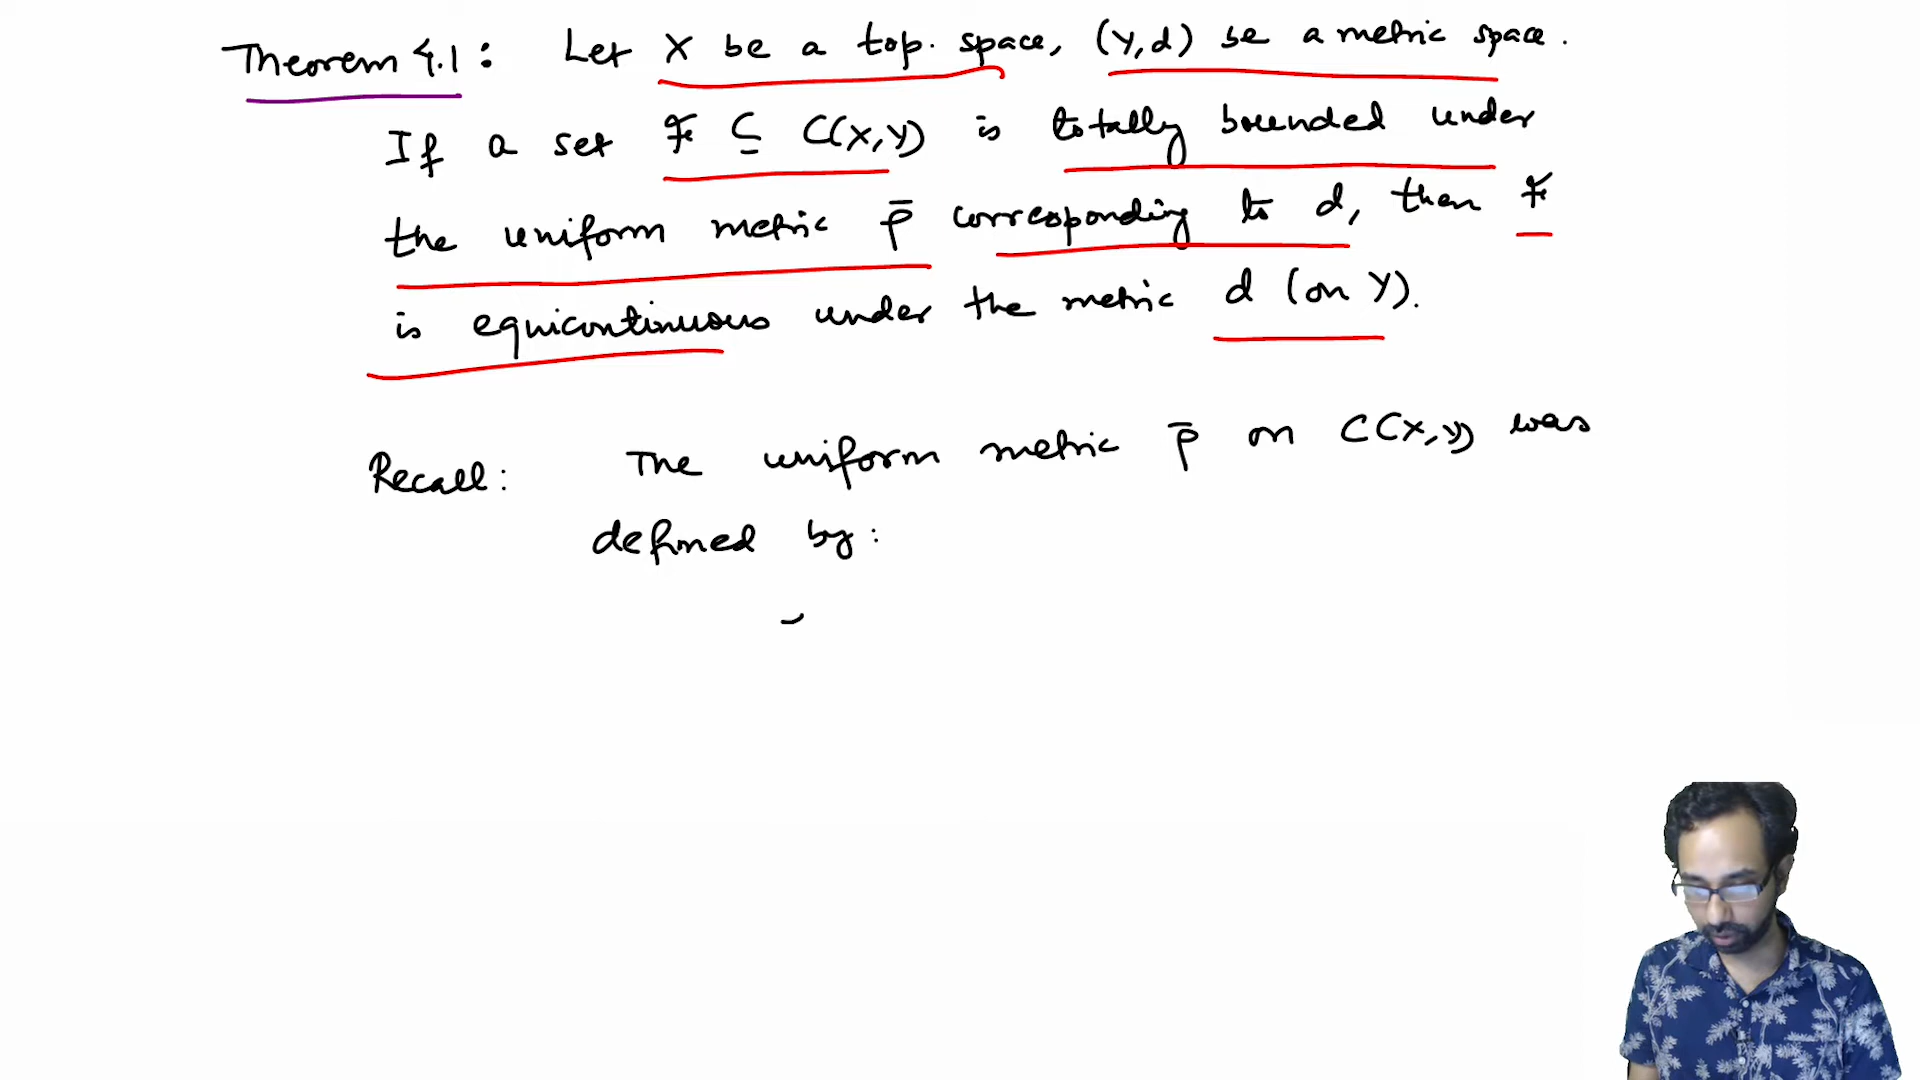 Theorem 4.1: Let X be a top. space, (Y,d) be a metric space.
If a set ℱ ⊆ C(X,Y) is totally bounded under
the uniform metric ρ̄ corresponding to d, then ℱ
is equicontinuous under the metric d (on Y).
Recall: The uniform metric ρ̄ on C(X,Y) was
defined by: